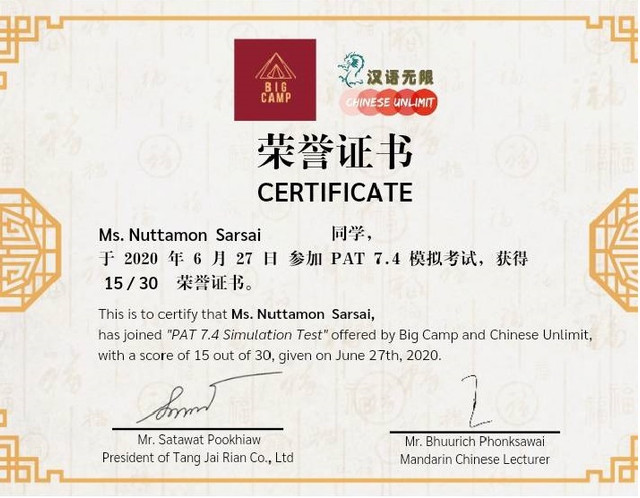 BIG
CAMP
汉语无限
CHINESE UNLIMIT
荣誉证书
CERTIFICATE
Ms. Nuttamon Sarsai 同学，
于 2020 年 6 月 27 日 参加 PAT 7.4 模拟考试，获得
15 / 30 荣誉证书。
This is to certify that Ms. Nuttamon Sarsai,
has joined "PAT 7.4 Simulation Test" offered by Big Camp and Chinese Unlimit,
with a score of 15 out of 30, given on June 27th, 2020.
Mr. Satawat Pookhiaw
President of Tang Jai Rian Co., Ltd
Mr. Bhuurich Phonksawai
Mandarin Chinese Lecturer